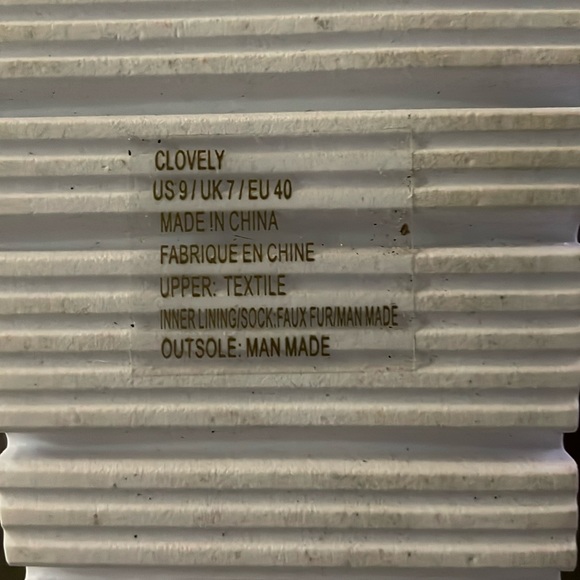 CLOVELY
US 9 / UK 7 / EU 40
MADE IN CHINA
FABRIQUE EN CHINE
UPPER: TEXTILE
INNER LINING/SOCK:FAUX FUR/MAN MADE
OUTSOLE: MAN MADE